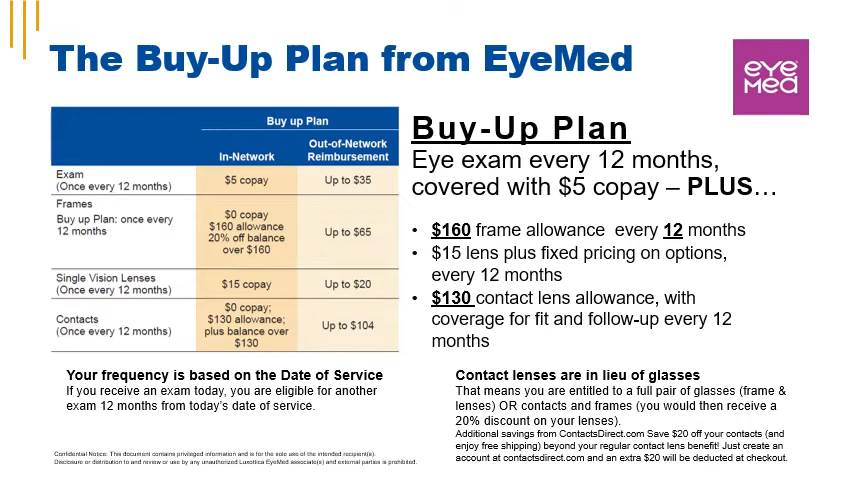 The Buy-Up Plan from EyeMed
eye
Med
Buy up Plan
In-Network
Out-of-Network
Reimbursement
Exam
(Once every 12 months)
$5 copay
Up to $35
Frames
Buy up Plan: once every
12 months
$0 copay
$160 allowance
20% off balance
over $160
Up to $65
Single Vision Lenses
(Once every 12 months)
$15 copay
Up to $20
Contacts
(Once every 12 months)
$0 copay;
$130 allowance;
plus balance over
$130
Up to $104
Buy-Up Plan
Eye exam every 12 months,
covered with $5 copay – PLUS…
• $160 frame allowance every 12 months
• $15 lens plus fixed pricing on options,
every 12 months
• $130 contact lens allowance, with
coverage for fit and follow-up every 12
months
Your frequency is based on the Date of Service
If you receive an exam today, you are eligible for another
exam 12 months from today's date of service.
Contact lenses are in lieu of glasses
That means you are entitled to a full pair of glasses (frame &
lenses) OR contacts and frames (you would then receive a
20% discount on your lenses).
Additional savings from ContactsDirect.com Save $20 off your contacts (and
enjoy free shipping) beyond your regular contact lens benefit! Just create an
account at contactsdirect.com and an extra $20 will be deducted at checkout.
Confidential Notice: This document contains privileged information and is for the sole use of the intended recipient(s).
Disclosure or distribution to and review or use by any unauthorized Luxottica EyeMed associate(s) and external parties is prohibited.